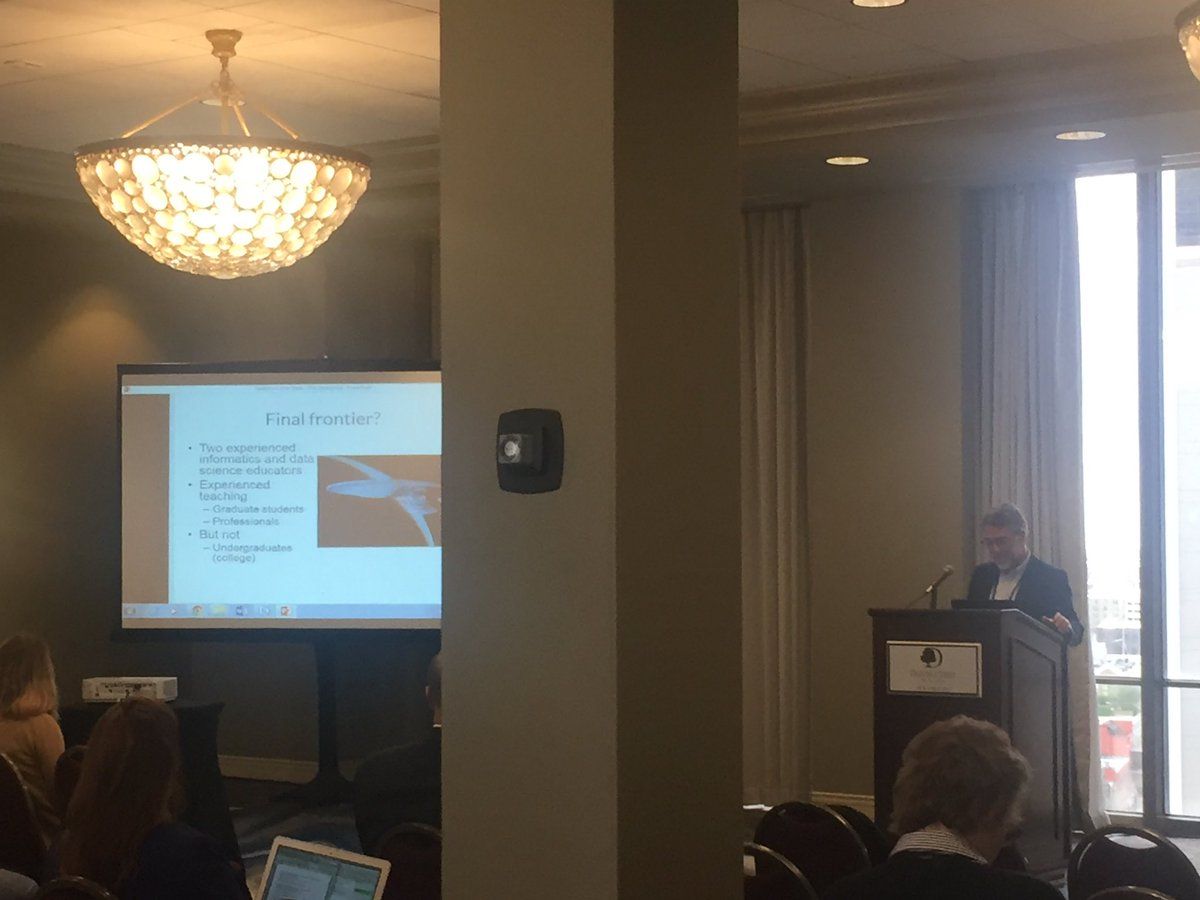 Final frontier?
• Two experienced
informatics and data
science educators
• Experienced
teaching
– Graduate students
– Professionals
• But not
– Undergraduates
(college)